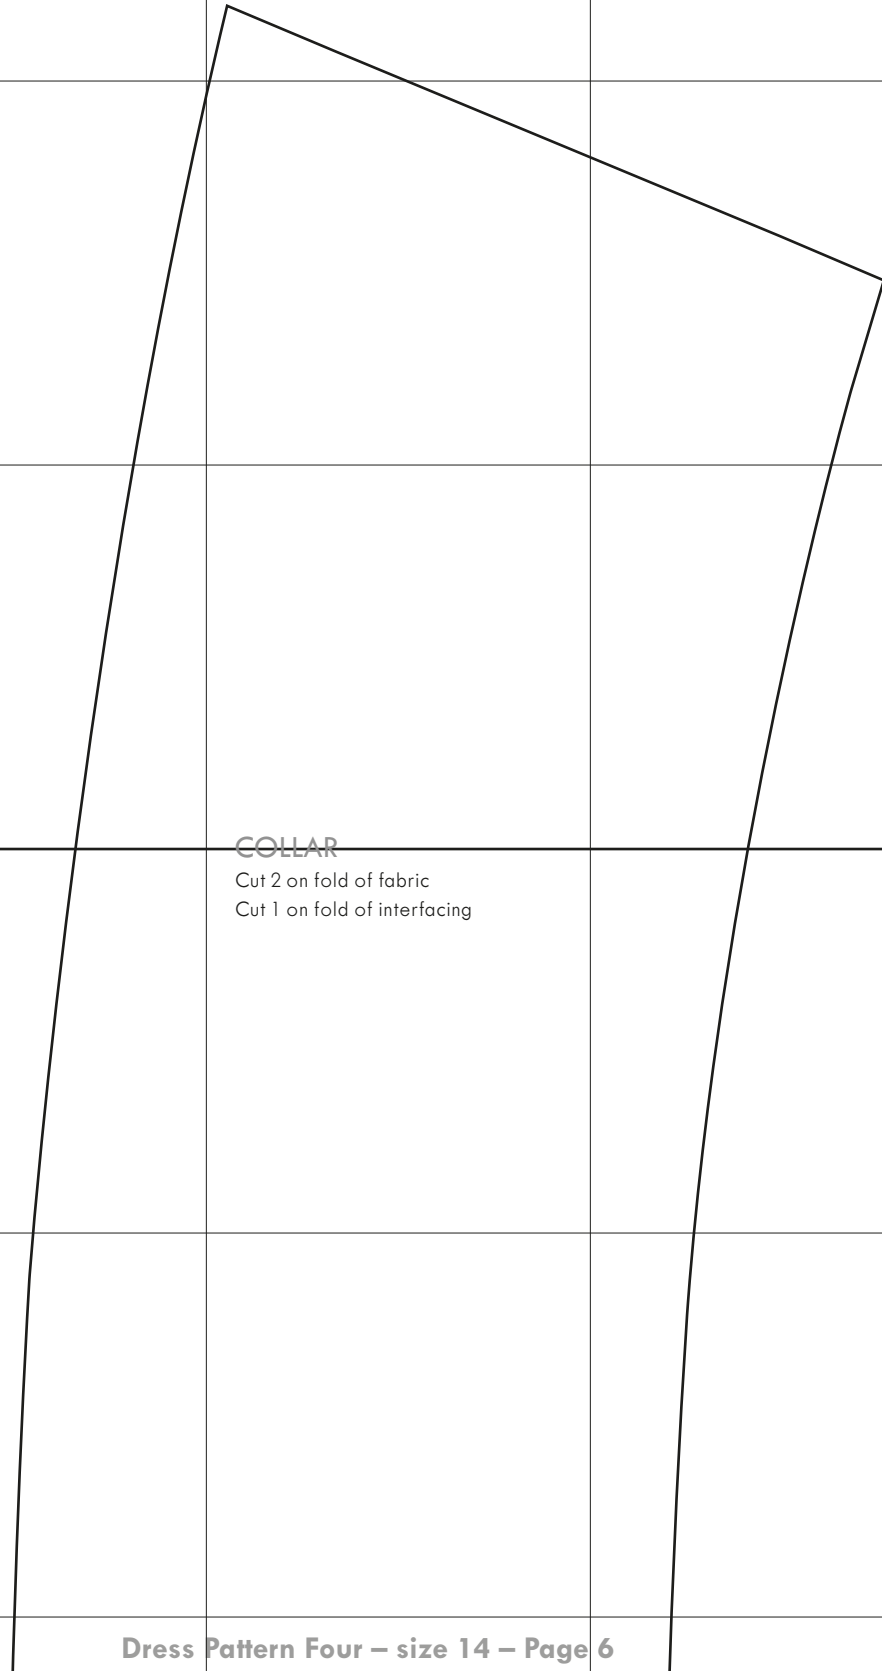 COLLAR
Cut 2 on fold of fabric
Cut 1 on fold of interfacing
Dress Pattern Four – size 14 – Page 6